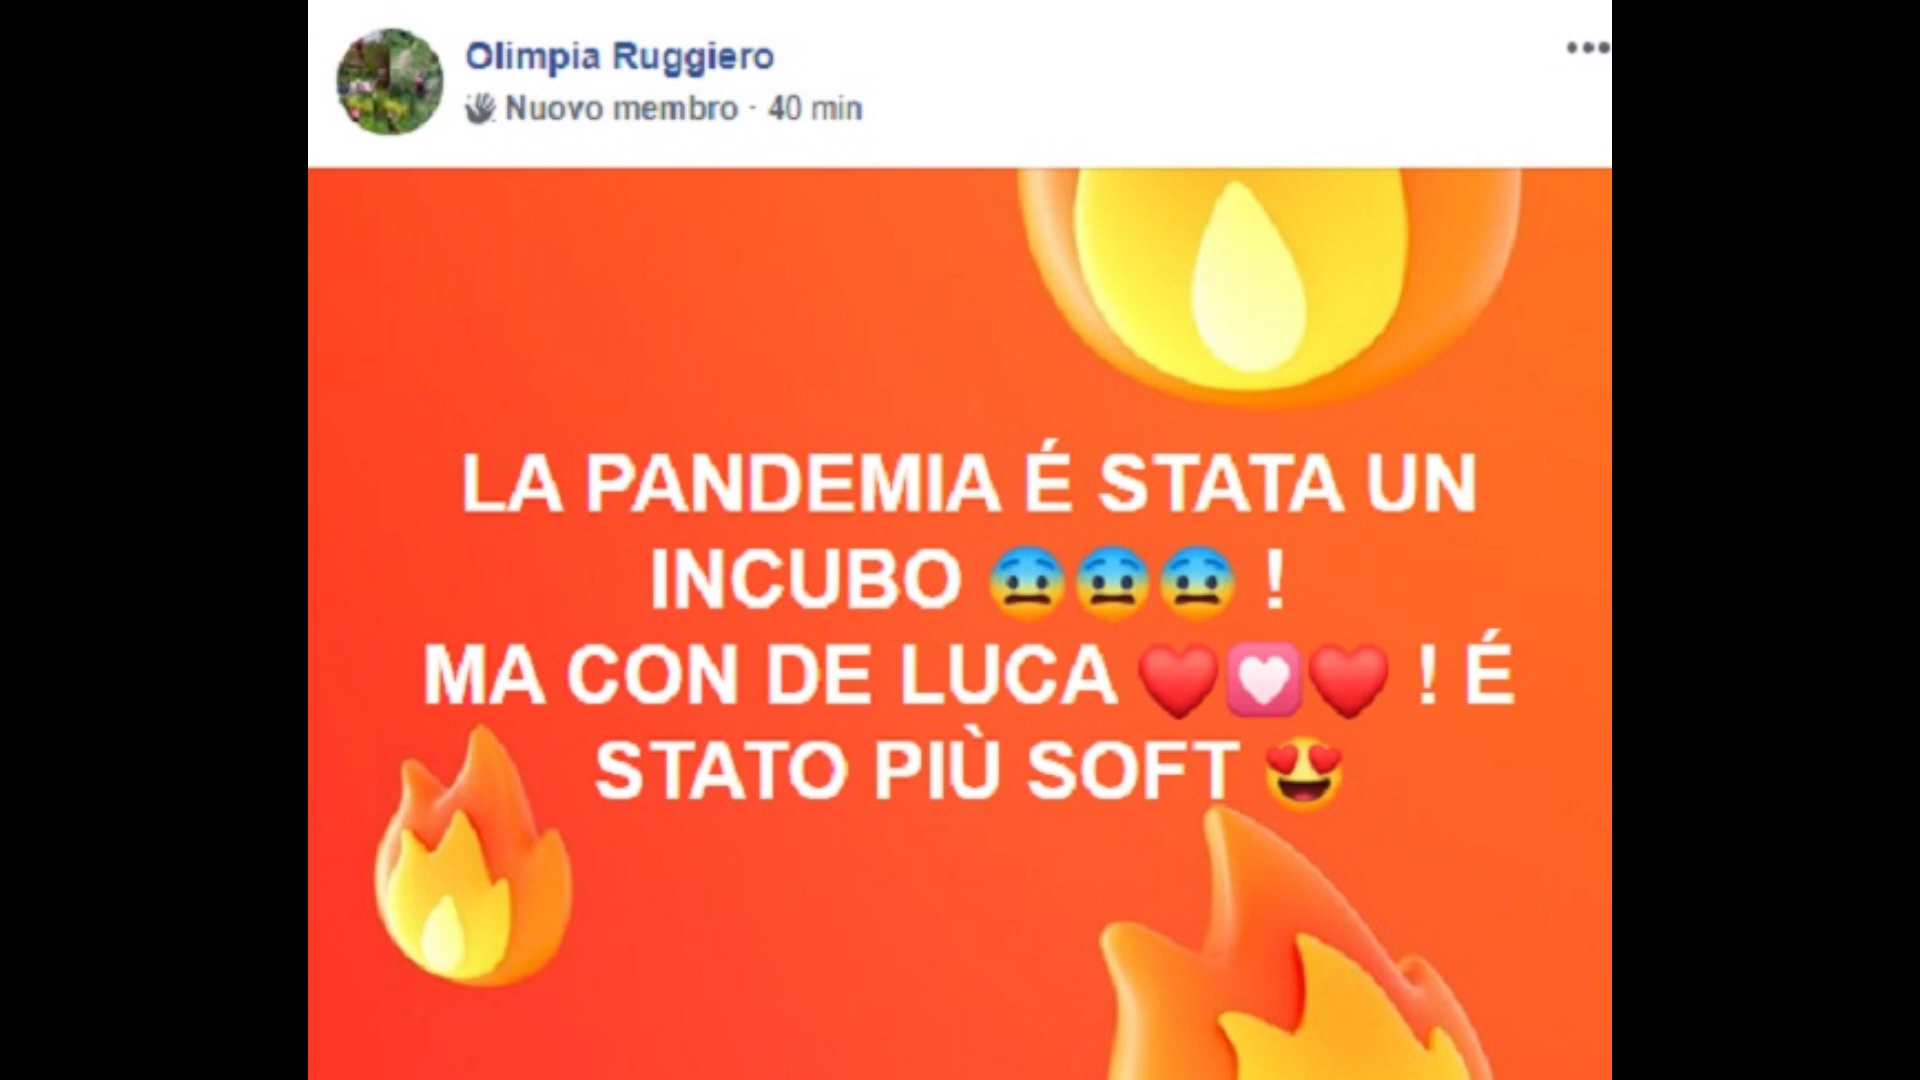 Olimpia Ruggiero
Nuovo membro · 40 min
LA PANDEMIA É STATA UN
INCUBO 😨😨😨 !
MA CON DE LUCA ❤️💟❤️ ! É
STATO PIÙ SOFT 😍